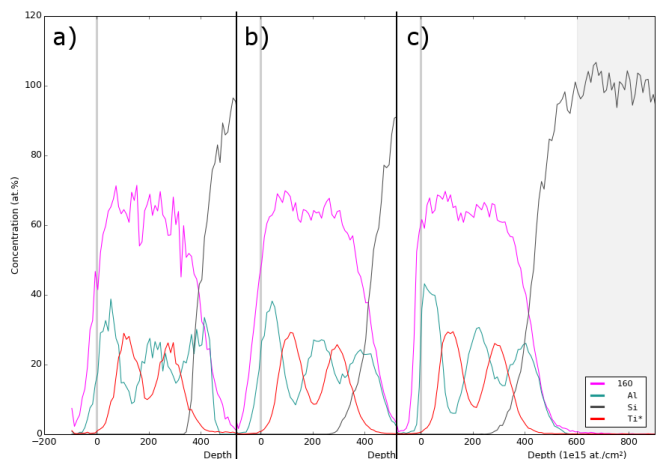 a) b) c)
120
100
80
60
40
20
0
Concentration (at.%)
−200 0 200 400 0 200 400 0 200 400 600 800
Depth Depth Depth (1e15 at./cm²)
16O
Al
Si
Ti*